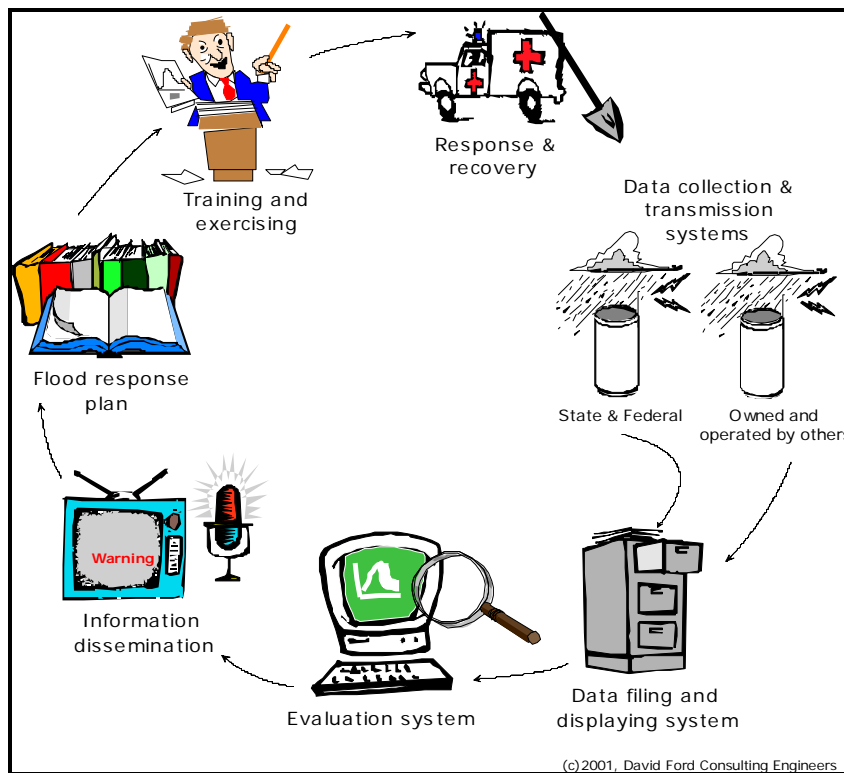 Training and
exercising
Response &
recovery
Data collection &
transmission
systems
State & Federal
Owned and
operated by others
Flood response
plan
Warning
Information
dissemination
Evaluation system
Data filing and
displaying system
(c)2001, David Ford Consulting Engineers